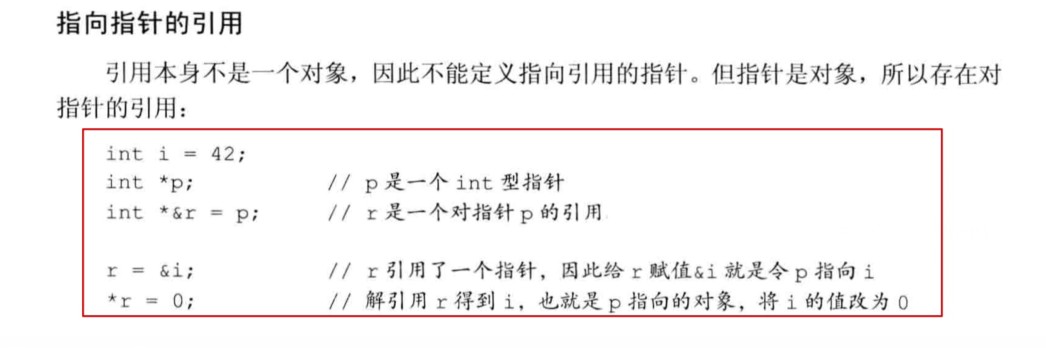 指向指针的引用
引用本身不是一个对象，因此不能定义指向引用的指针。但指针是对象，所以存在对
指针的引用：
int i = 42;
int *p; // p是一个int型指针
int *&r = p; // r是一个对指针p的引用
r = &i; // r引用了一个指针，因此给r赋值&i就是令p指向i
*r = 0; // 解引用r得到i，也就是p指向的对象，将i的值改为0